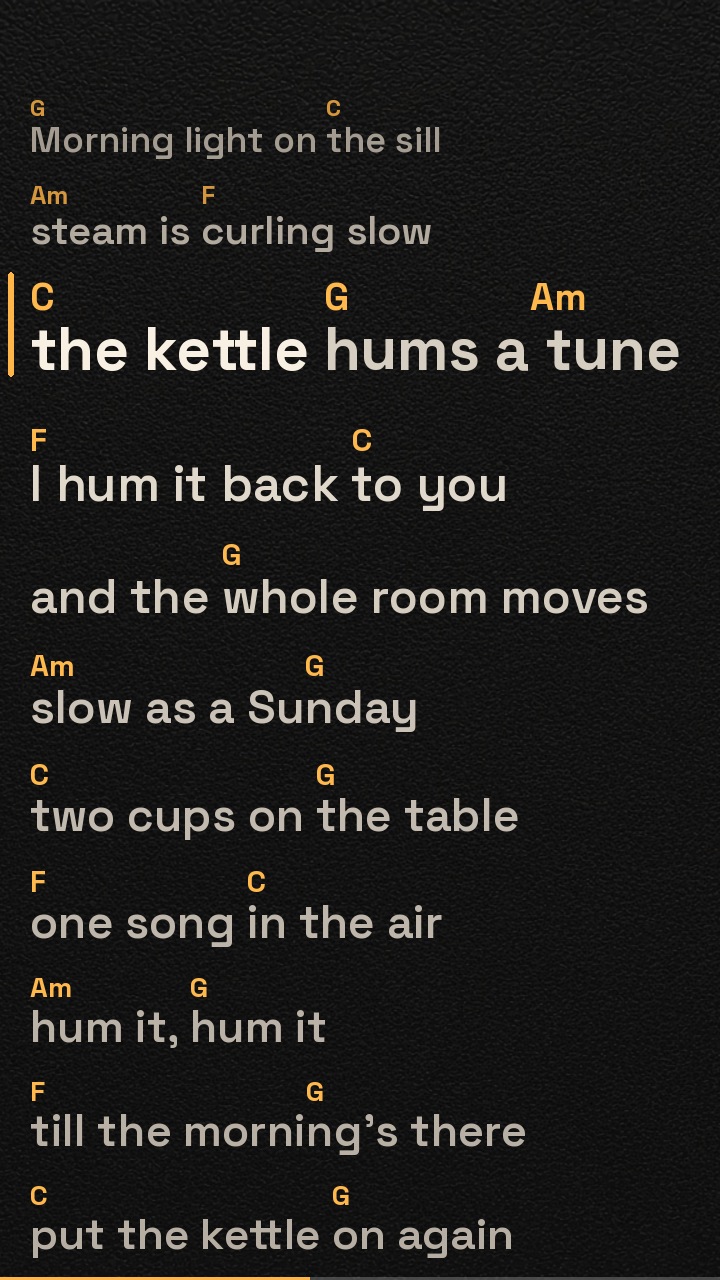 G C
Morning light on the sill
Am F
steam is curling slow
C G Am
the kettle hums a tune
F C
I hum it back to you
G
and the whole room moves
Am G
slow as a Sunday
C G
two cups on the table
F C
one song in the air
Am G
hum it, hum it
F G
till the morning’s there
C G
put the kettle on again